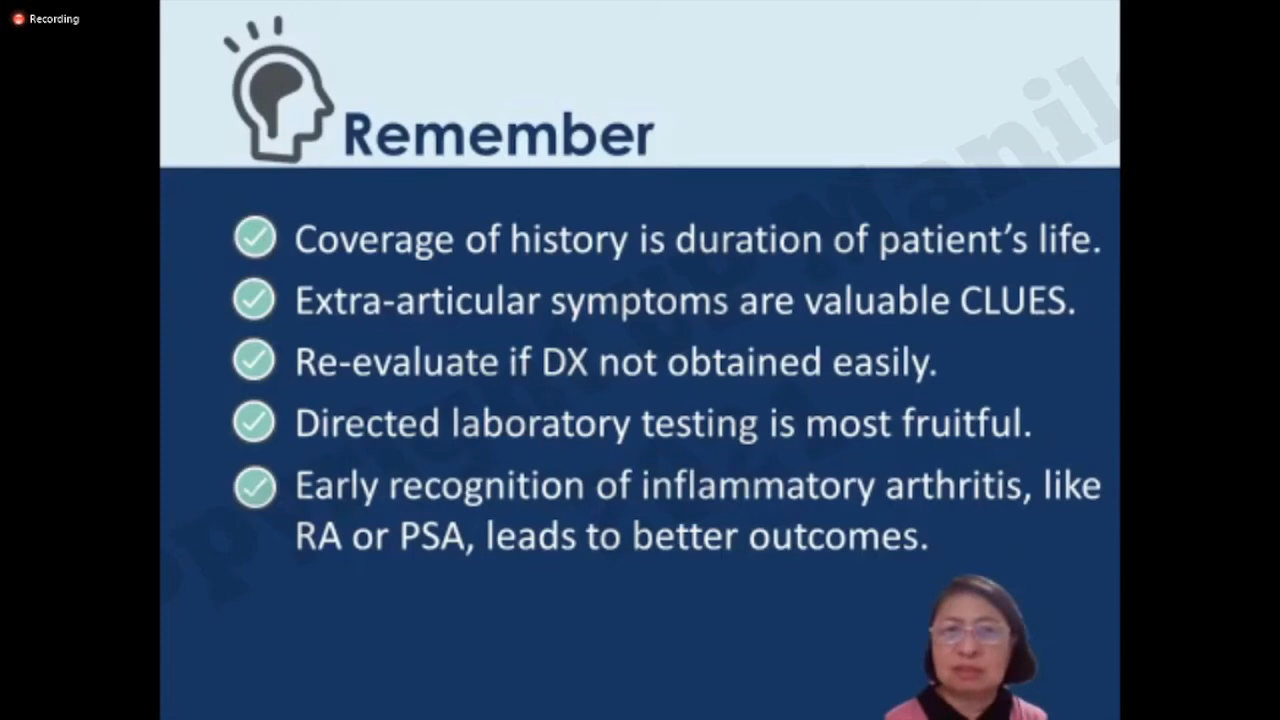 Recording
Remember
Coverage of history is duration of patient's life.
Extra-articular symptoms are valuable CLUES.
Re-evaluate if DX not obtained easily.
Directed laboratory testing is most fruitful.
Early recognition of inflammatory arthritis, like
RA or PSA, leads to better outcomes.